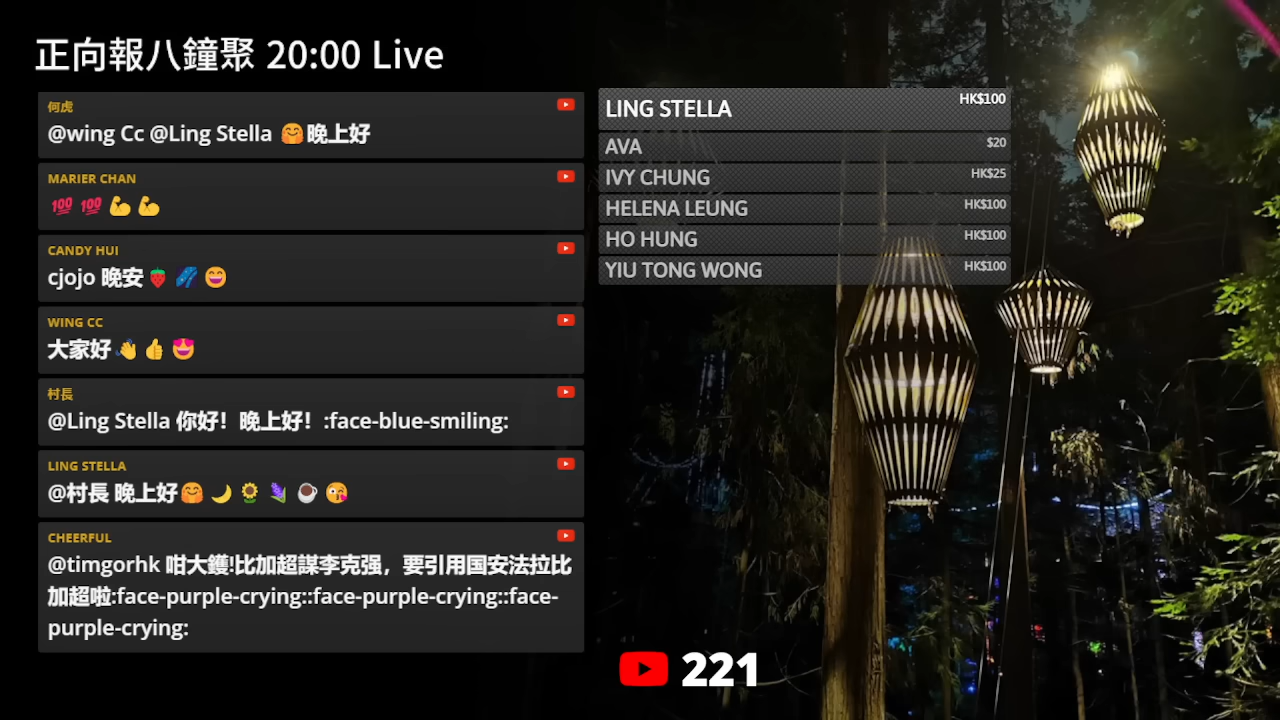 正向報八鐘聚 20:00 Live
何虎
@wing Cc @Ling Stella 🤗晚上好
MARIER CHAN
💯 💯 💪 💪
CANDY HUI
cjojo 晚安 🍓 🩴 😄
WING CC
大家好👋 👍 😍
村長
@Ling Stella 你好！晚上好！:face-blue-smiling:
LING STELLA
@村長 晚上好🤗 🌙 🌻 🪻 ☕ 😘
CHEERFUL
@timgorhk 咁大鑊!比加超謀李克强，要引用国安法拉比
加超啦:face-purple-crying::face-purple-crying::face-
purple-crying:
LING STELLA HK$100
AVA $20
IVY CHUNG HK$25
HELENA LEUNG HK$100
HO HUNG HK$100
YIU TONG WONG HK$100
221